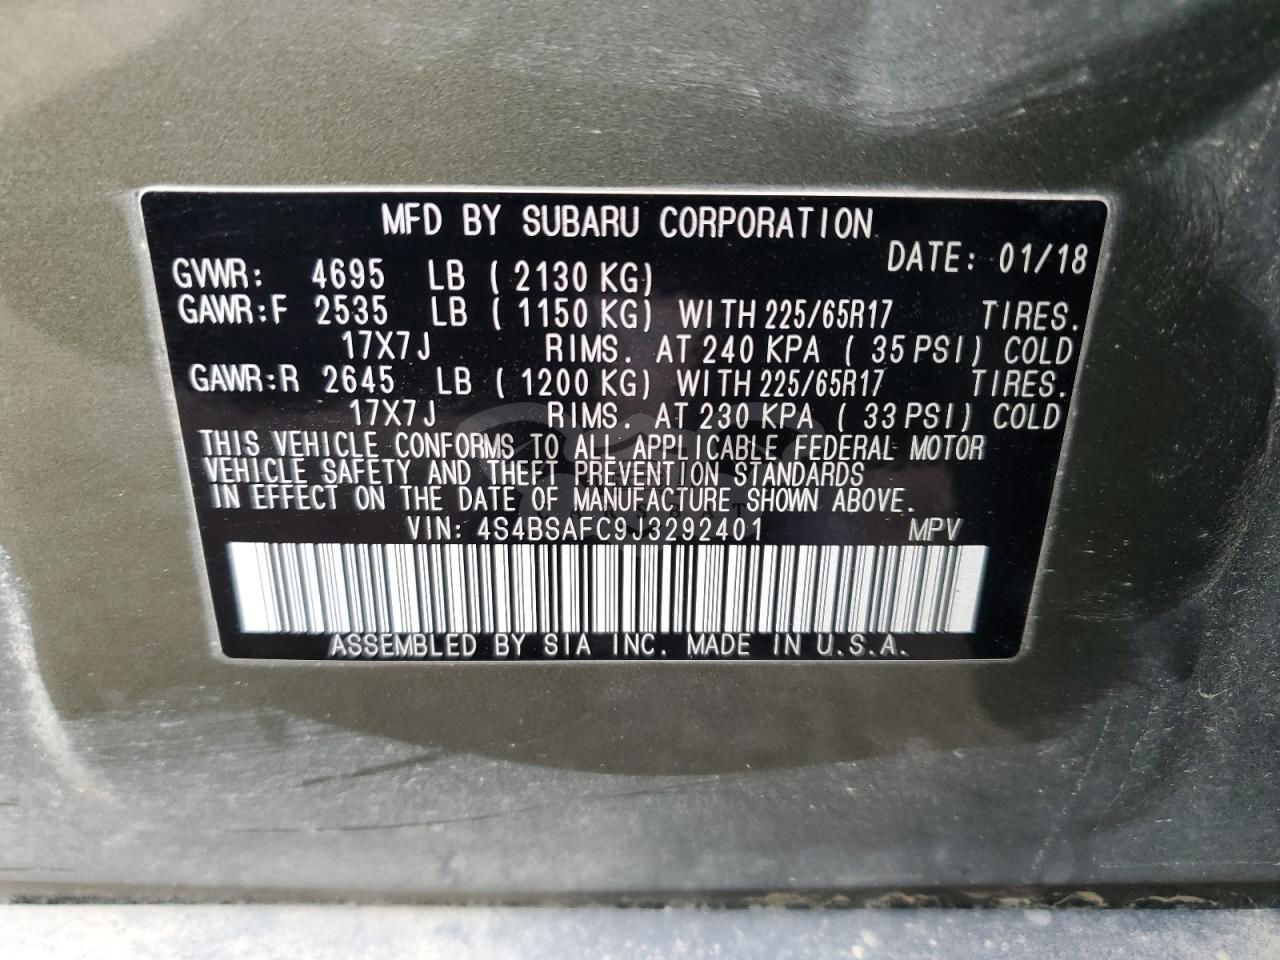 MFD BY SUBARU CORPORATION
DATE: 01/18
GVWR: 4695 LB ( 2130 KG)
GAWR:F 2535 LB ( 1150 KG) WITH 225/65R17 TIRES.
17X7J RIMS. AT 240 KPA ( 35 PSI) COLD
GAWR:R 2645 LB ( 1200 KG) WITH 225/65R17 TIRES.
17X7J RIMS. AT 230 KPA ( 33 PSI) COLD
THIS VEHICLE CONFORMS TO ALL APPLICABLE FEDERAL MOTOR
VEHICLE SAFETY AND THEFT PREVENTION STANDARDS
IN EFFECT ON THE DATE OF MANUFACTURE SHOWN ABOVE.
VIN: 4S4BSAFC9J3292401 MPV
ASSEMBLED BY SIA INC. MADE IN U.S.A.